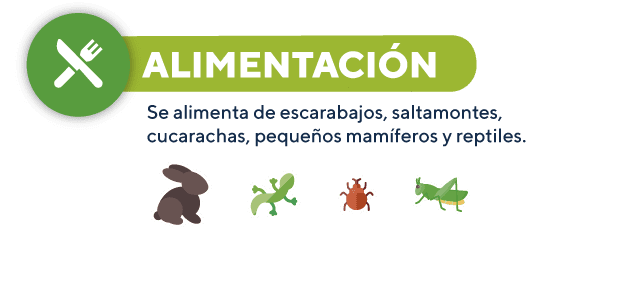 ALIMENTACIÓN
Se alimenta de escarabajos, saltamontes,
cucarachas, pequeños mamíferos y reptiles.